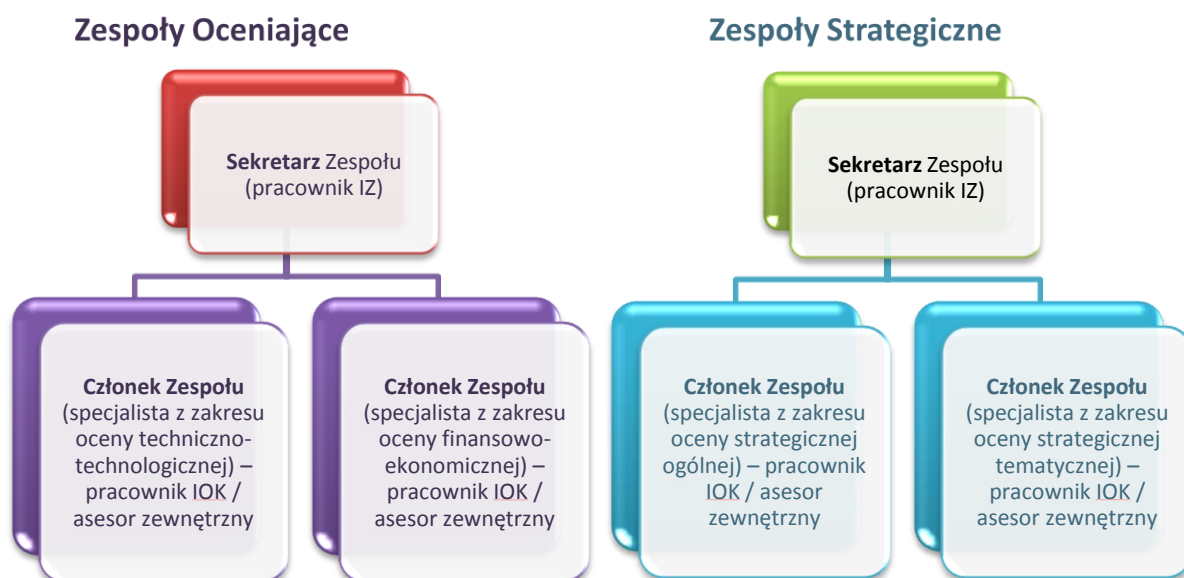 Zespoły Oceniające
Sekretarz Zespołu
(pracownik IZ)
Członek Zespołu
(specjalista z zakresu
oceny techniczno-
technologicznej) –
pracownik IOK /
asesor zewnętrzny
Członek Zespołu
(specjalista z zakresu
oceny finansowo-
ekonomicznej) –
pracownik IOK /
asesor zewnętrzny
Zespoły Strategiczne
Sekretarz Zespołu
(pracownik IZ)
Członek Zespołu
(specjalista z zakresu
oceny strategicznej
ogólnej) – pracownik
IOK / asesor
zewnętrzny
Członek Zespołu
(specjalista z zakresu
oceny strategicznej
tematycznej) –
pracownik IOK /
asesor zewnętrzny